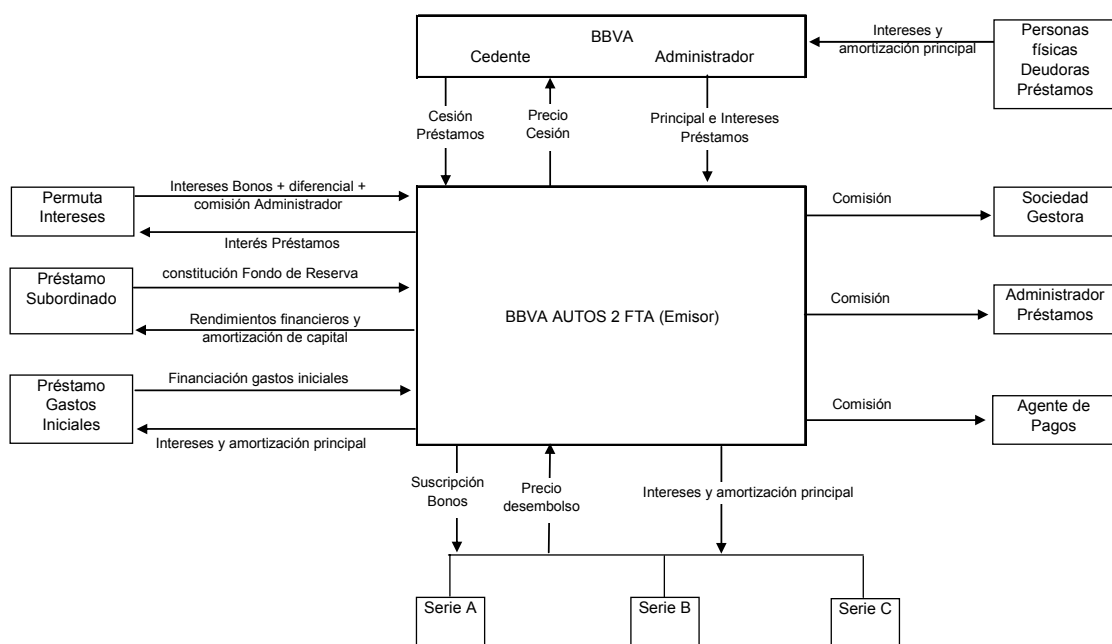 BBVA
Cedente
Administrador
Intereses y
amortización principal
Personas
físicas
Deudoras
Préstamos
Cesión
Préstamos
Precio
Cesión
Principal e Intereses
Préstamos
Permuta
Intereses
Intereses Bonos + diferencial +
comisión Administrador
Interés Préstamos
Préstamo
Subordinado
constitución Fondo de Reserva
Rendimientos financieros y
amortización de capital
Préstamo
Gastos
Iniciales
Financiación gastos iniciales
Intereses y amortización principal
BBVA AUTOS 2 FTA (Emisor)
Comisión
Sociedad
Gestora
Comisión
Administrador
Préstamos
Comisión
Agente de
Pagos
Suscripción
Bonos
Precio
desembolso
Intereses y amortización principal
Serie A
Serie B
Serie C